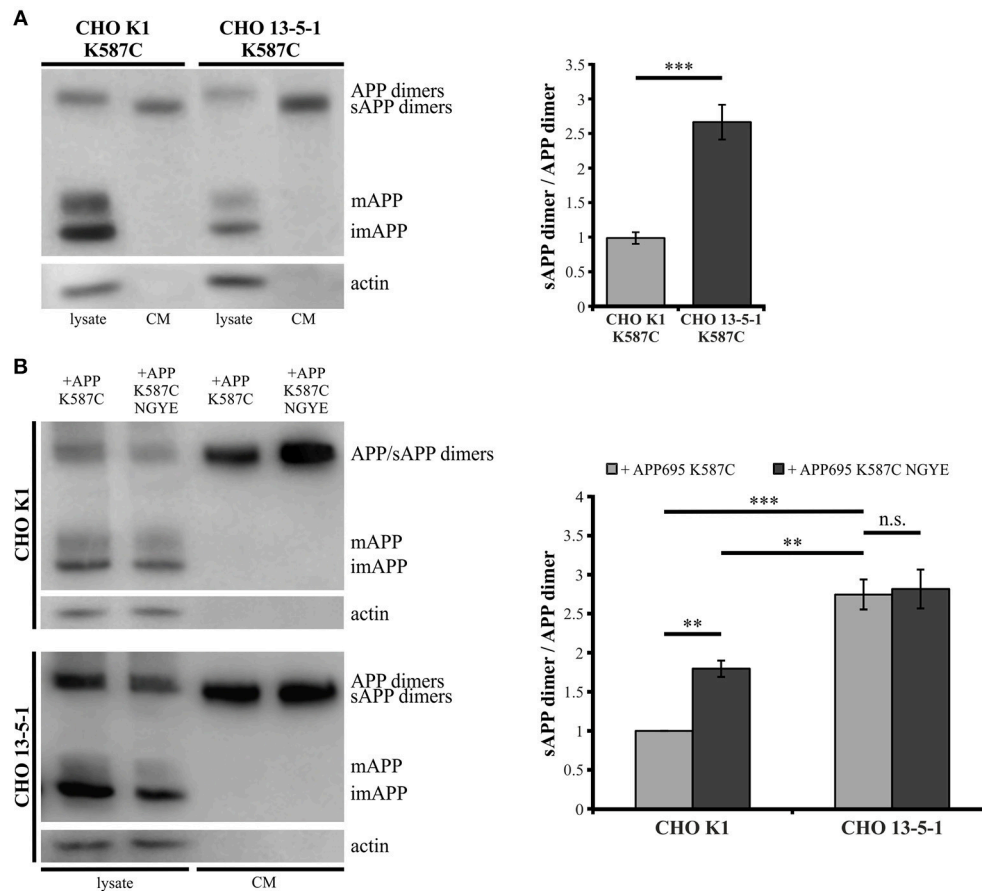 A
CHO K1
K587C
CHO 13-5-1
K587C
APP dimers
sAPP dimers
mAPP
imAPP
actin
lysate
CM
lysate
CM
sAPP dimer / APP dimer
3.5
3
2.5
2
1.5
1
0.5
0
***
CHO K1
K587C
CHO 13-5-1
K587C
B
+APP
K587C
+APP
K587C
NGYE
+APP
K587C
+APP
K587C
NGYE
CHO K1
APP/sAPP dimers
mAPP
imAPP
actin
CHO 13-5-1
APP dimers
sAPP dimers
mAPP
imAPP
actin
lysate
CM
+ APP695 K587C
+ APP695 K587C NGYE
sAPP dimer / APP dimer
4
3.5
3
2.5
2
1.5
1
0.5
0
***
n.s.
**
**
CHO K1
CHO 13-5-1